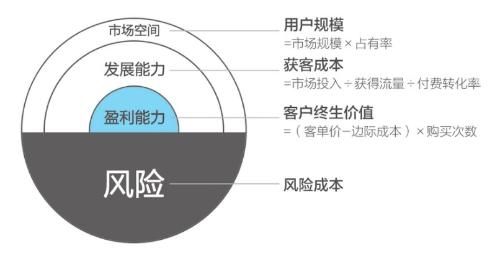 市场空间
用户规模
=市场规模×占有率
发展能力
获客成本
=市场投入÷获得流量÷付费转化率
盈利能力
客户终生价值
=（客单价-边际成本）×购买次数
风险
风险成本